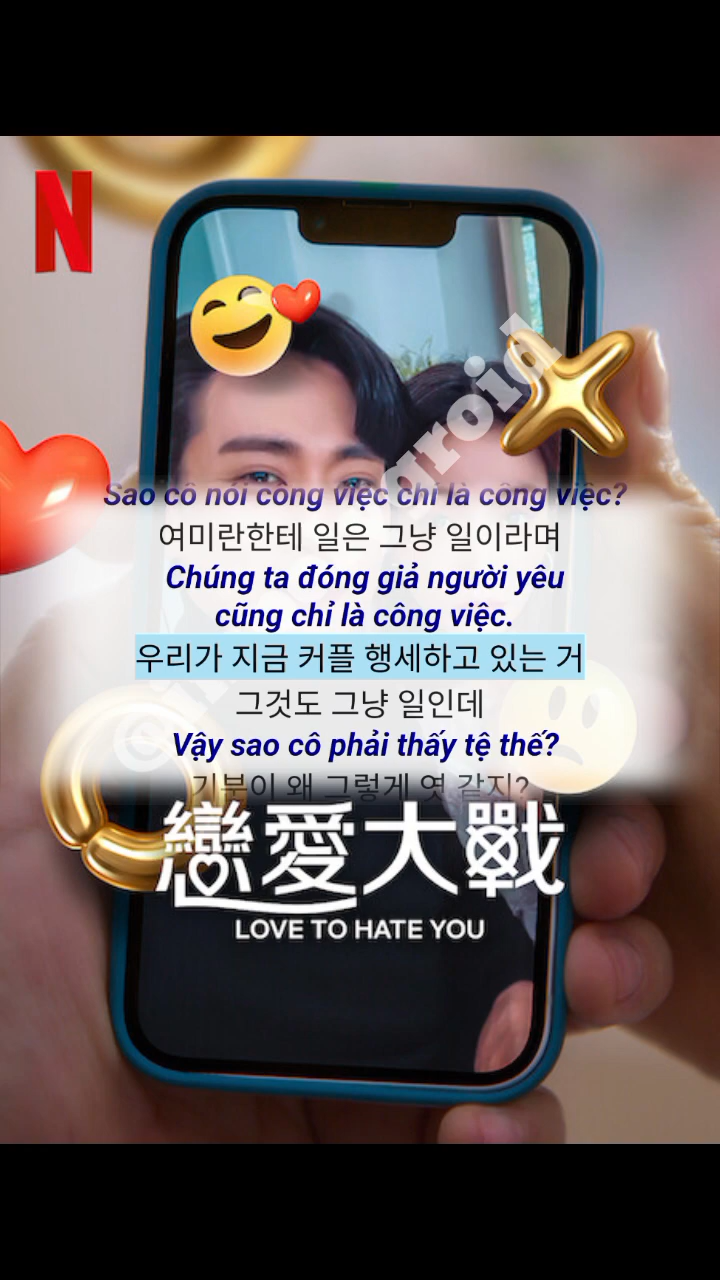 N
Sao cô nói công việc chỉ là công việc?
여미란한테 일은 그냥 일이라며
Chúng ta đóng giả người yêu
cũng chỉ là công việc.
우리가 지금 커플 행세하고 있는 거
그것도 그냥 일인데
Vậy sao cô phải thấy tệ thế?
기분이 왜 그렇게 엿 같지?
戀愛大戰
LOVE TO HATE YOU